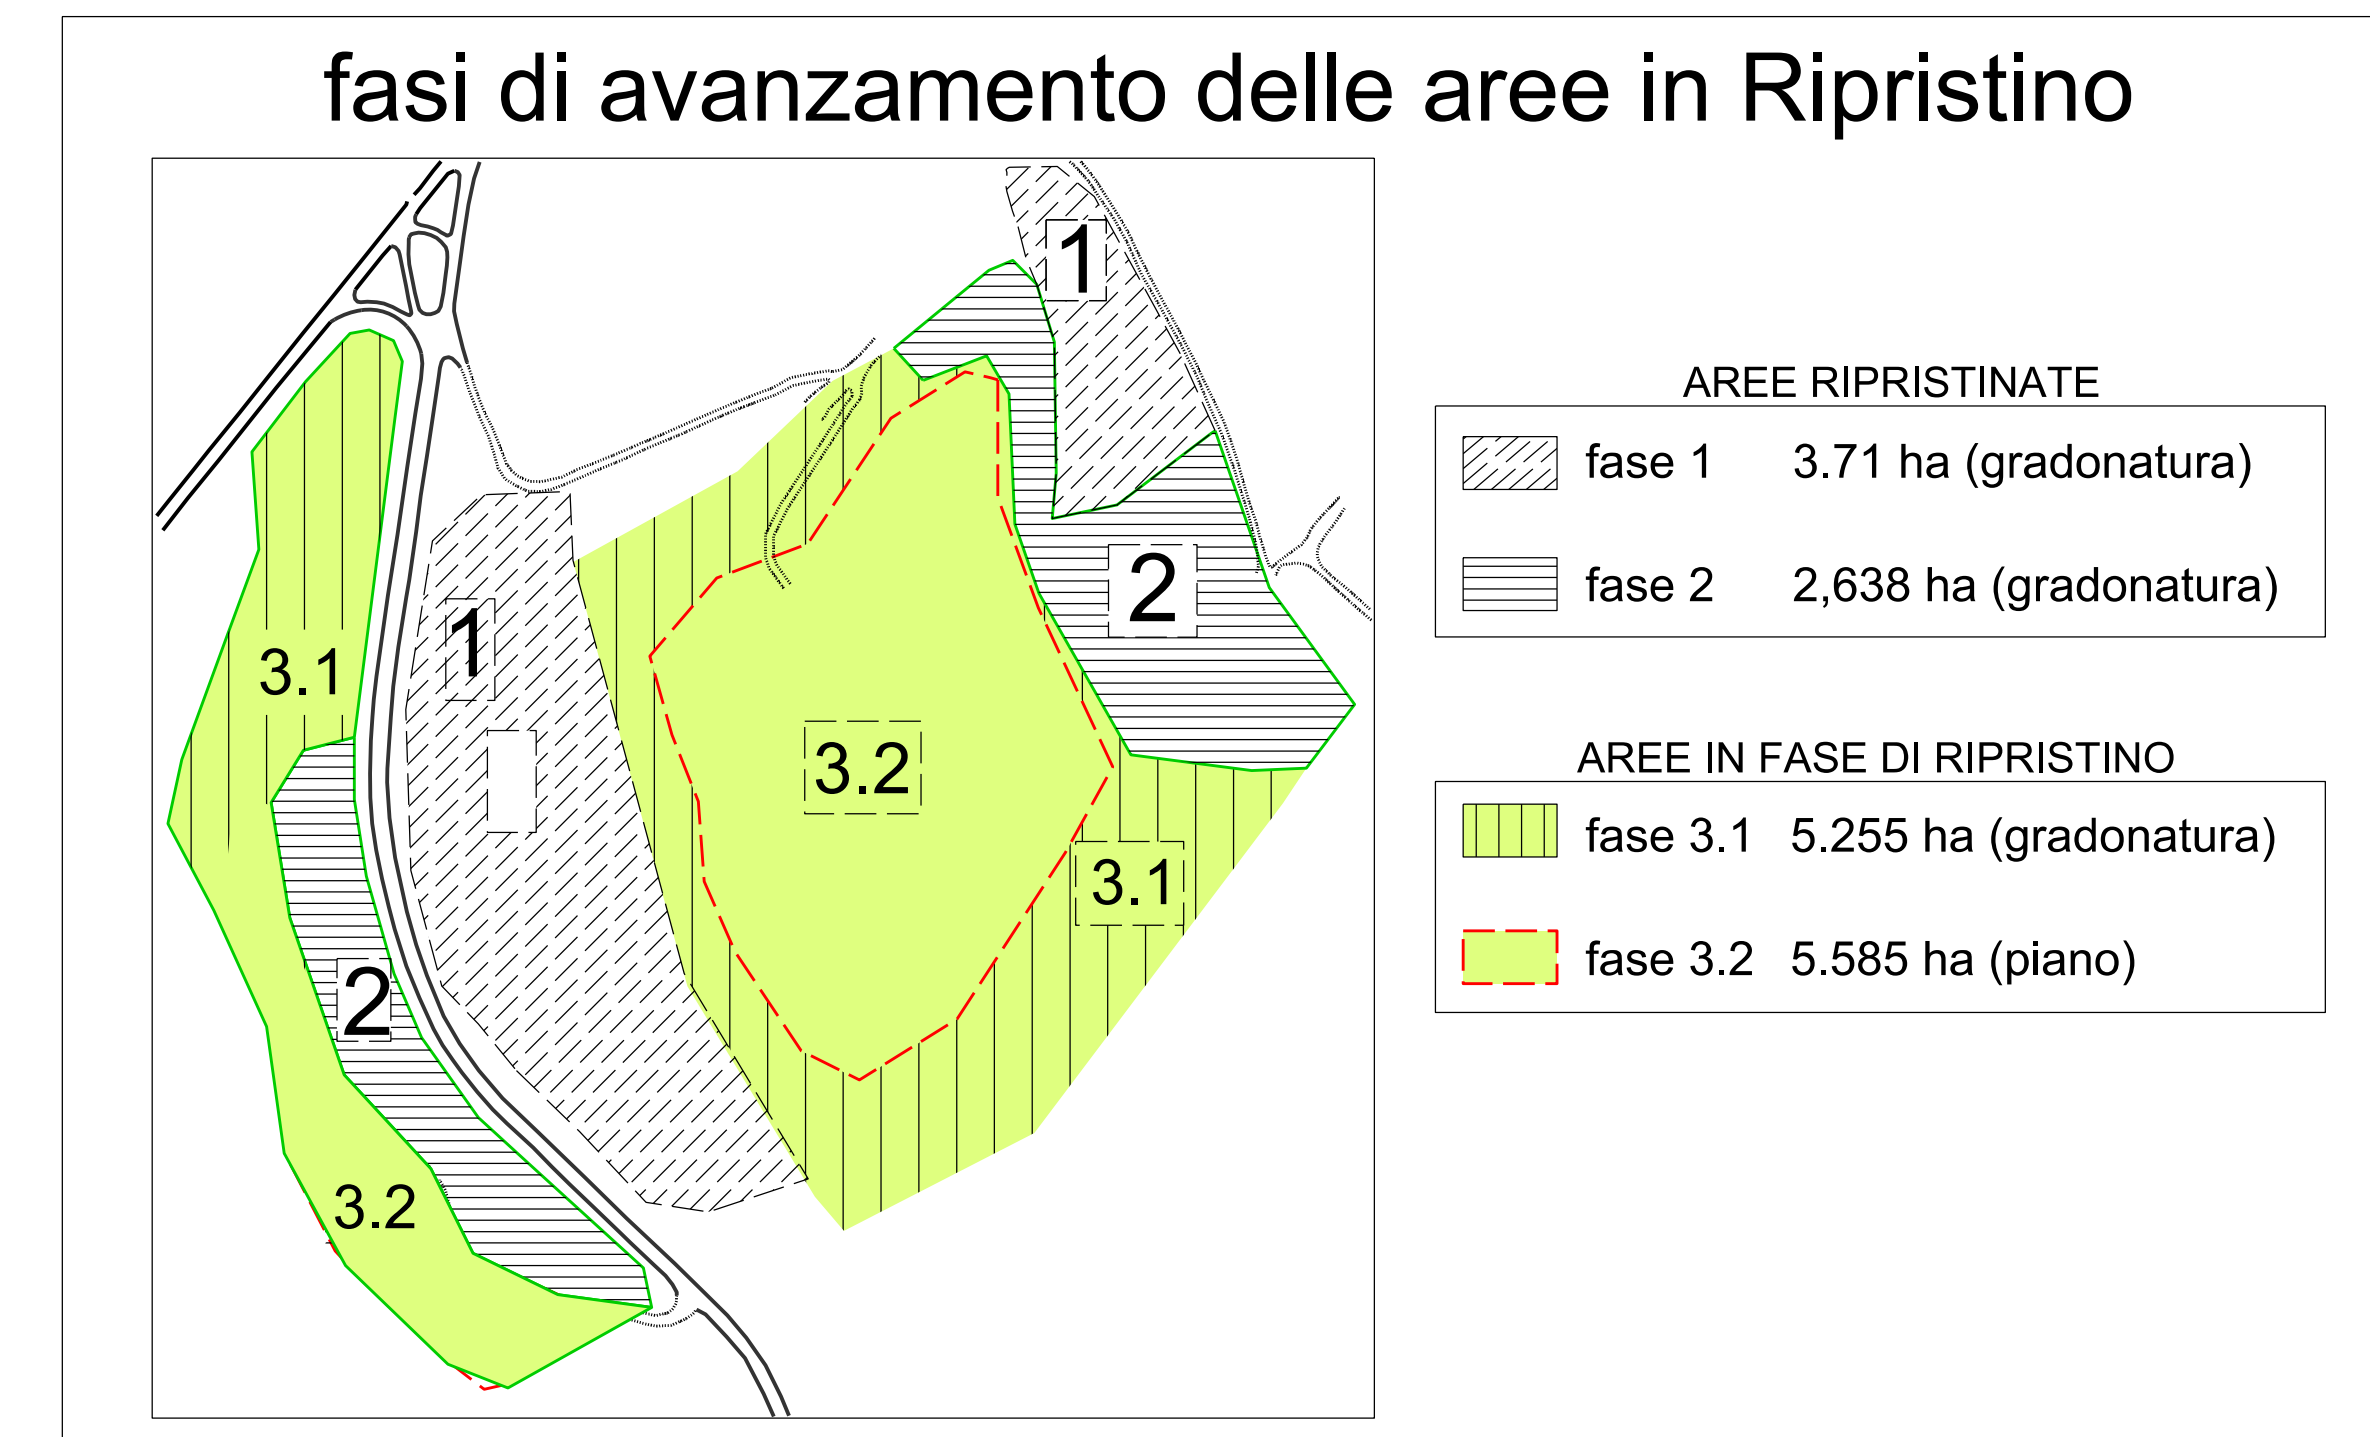 fasi di avanzamento delle aree in Ripristino
1
2
1
3.1
3.2
3.1
2
3.2
AREE RIPRISTINATE
fase 1 3.71 ha (gradonatura)
fase 2 2,638 ha (gradonatura)
AREE IN FASE DI RIPRISTINO
fase 3.1 5.255 ha (gradonatura)
fase 3.2 5.585 ha (piano)